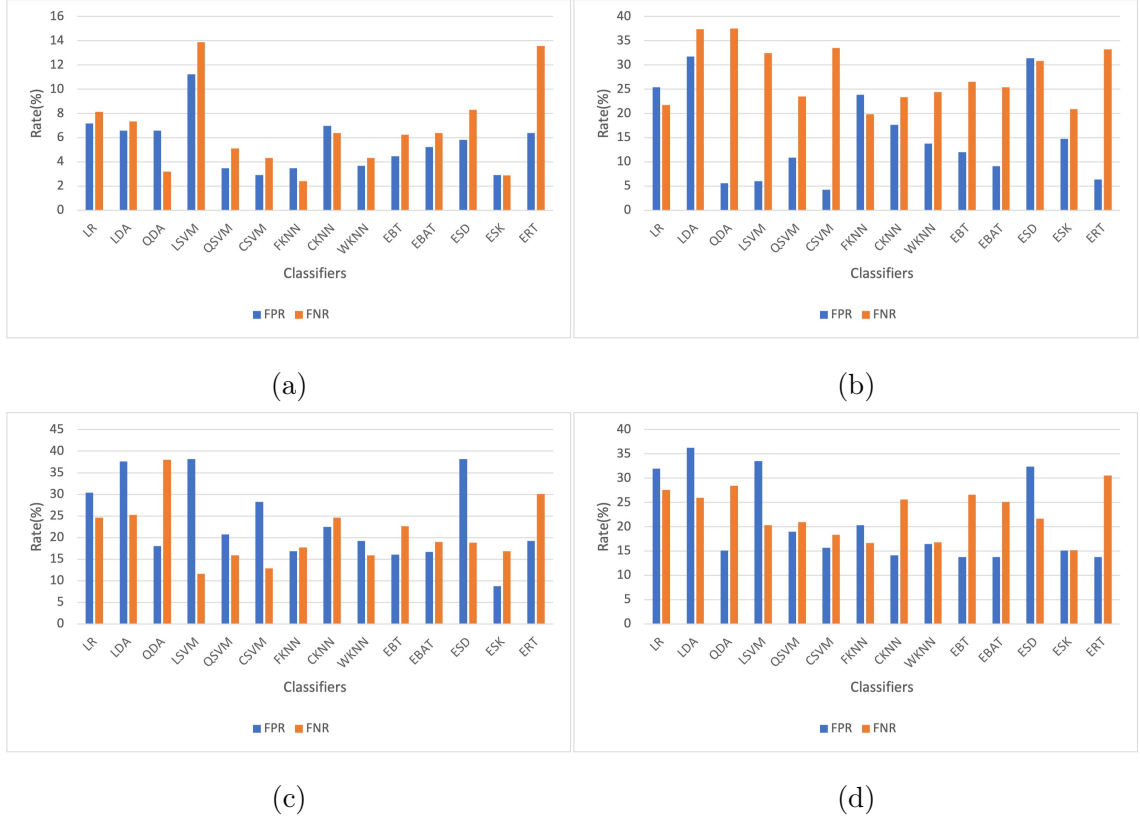 16
14
12
10
8
6
4
2
0
Rate(%)
LR LDA QDA LSVM QSVM CSVM FKNN CKNN WKNN EBT EBAT ESD ESK ERT
Classifiers
FPR FNR
(a)
40
35
30
25
20
15
10
5
0
Rate(%)
LR LDA QDA LSVM QSVM CSVM FKNN CKNN WKNN EBT EBAT ESD ESK ERT
Classifiers
FPR FNR
(b)
45
40
35
30
25
20
15
10
5
0
Rate(%)
LR LDA QDA LSVM QSVM CSVM FKNN CKNN WKNN EBT EBAT ESD ESK ERT
Classifiers
FPR FNR
(c)
40
35
30
25
20
15
10
5
0
Rate(%)
LR LDA QDA LSVM QSVM CSVM FKNN CKNN WKNN EBT EBAT ESD ESK ERT
Classifiers
FPR FNR
(d)